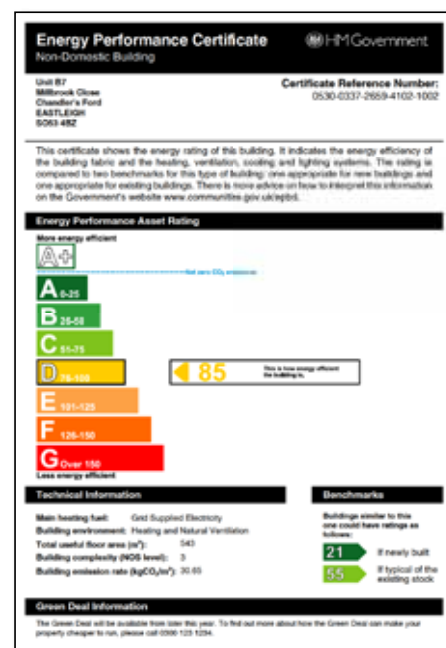 Energy Performance Certificate
HM Government
Non-Domestic Building
Unit B7
Millbrook Close
Chandler's Ford
EASTLEIGH
SO53 4BZ
Certificate Reference Number:
0530-0337-2659-4102-1002
This certificate shows the energy rating of this building. It indicates the energy efficiency of
the building fabric and the heating, ventilation, cooling and lighting systems. The rating is
compared to two benchmarks for this type of building: one appropriate for new buildings and
one appropriate for existing buildings. There is more advice on how to interpret this information
on the Government's website www.communities.gov.uk/epbd.
Energy Performance Asset Rating
More energy efficient
A+
Net zero CO₂ emissions
A 0-25
B 26-50
C 51-75
D 76-100
85
This is how energy efficient
the building is.
E 101-125
F 126-150
G Over 150
Less energy efficient
Technical Information
Main heating fuel: Grid Supplied Electricity
Building environment: Heating and Natural Ventilation
Total useful floor area (m²): 543
Building complexity (NOS level): 3
Building emission rate (kgCO₂/m²): 30.65
Benchmarks
Buildings similar to this
one could have ratings as
follows:
21 If newly built
55 If typical of the
existing stock
Green Deal Information
The Green Deal will be available from later this year. To find out more about how the Green Deal can make your
property cheaper to run, please call 0300 123 1234.